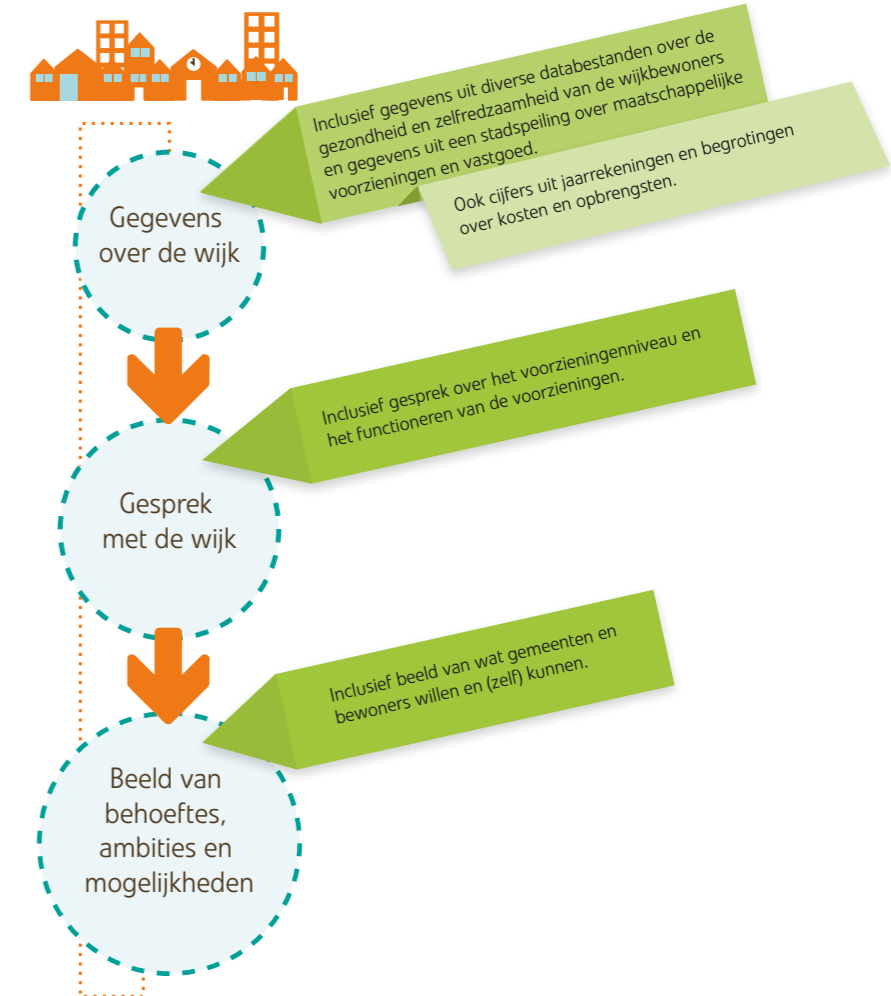 Inclusief gegevens uit diverse databestanden over de
gezondheid en zelfredzaamheid van de wijkbewoners
en gegevens uit een stadspeiling over maatschappelijke
voorzieningen en vastgoed.
Ook cijfers uit jaarrekeningen en begrotingen
over kosten en opbrengsten.
Gegevens
over de wijk
Inclusief gesprek over het voorzieningenniveau en
het functioneren van de voorzieningen.
Gesprek
met de wijk
Inclusief beeld van wat gemeenten en
bewoners willen en (zelf) kunnen.
Beeld van
behoeftes,
ambities en
mogelijkheden